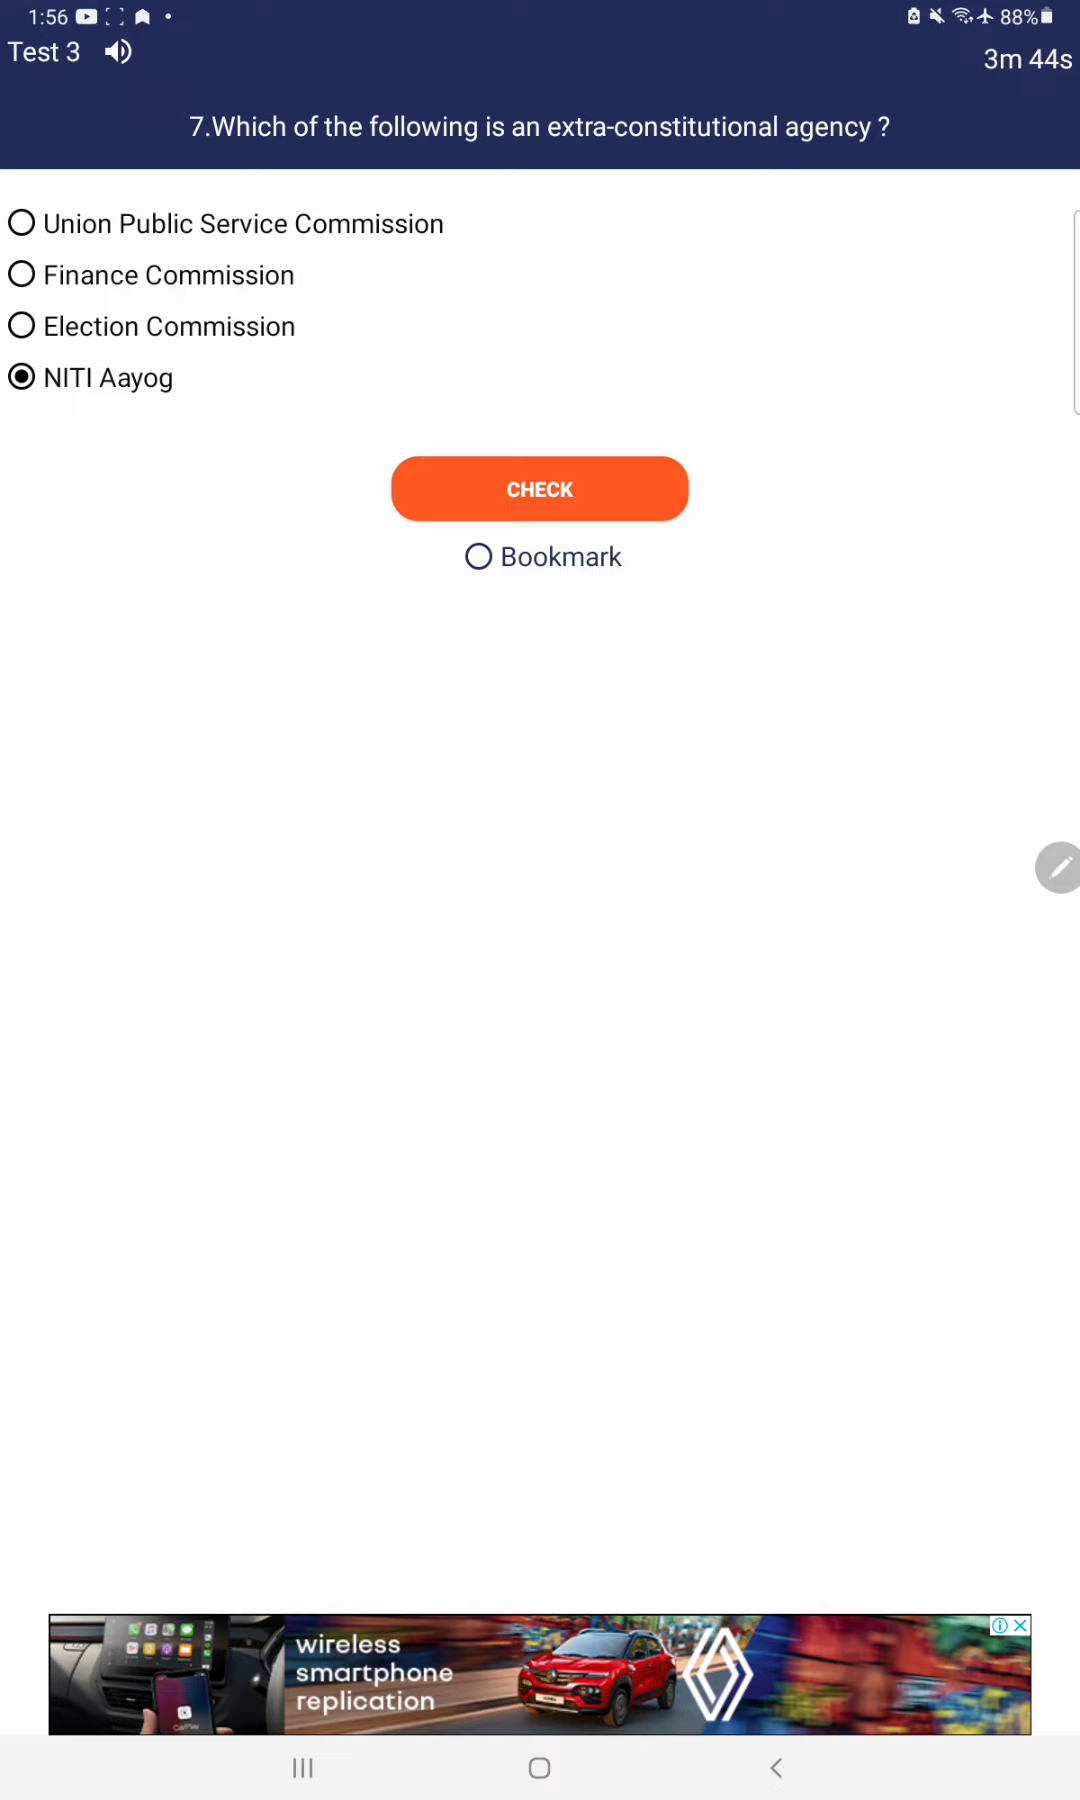 1:56
88%
Test 3
3m 44s
7.Which of the following is an extra-constitutional agency ?
Union Public Service Commission
Finance Commission
Election Commission
NITI Aayog
CHECK
Bookmark
wireless
smartphone
replication
CarPlay